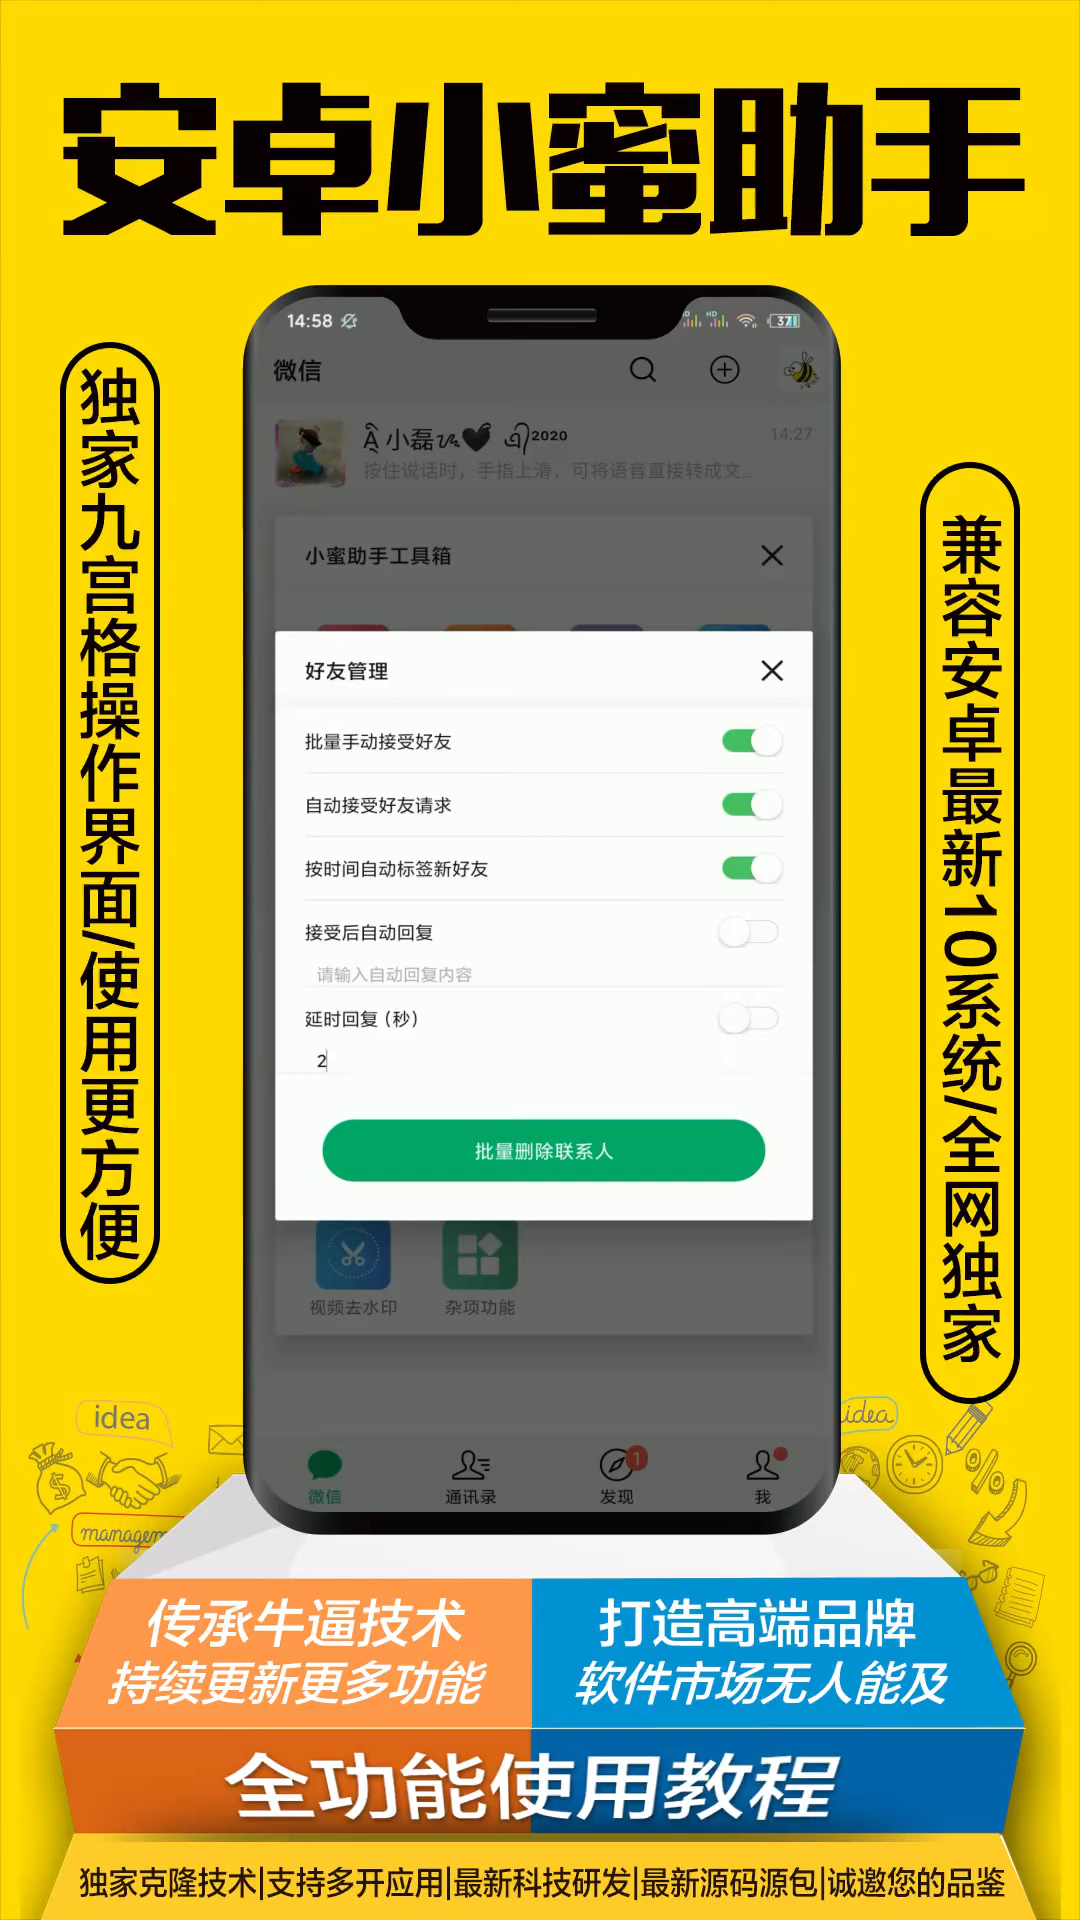 安卓小蜜助手
独家九宫格操作界面/使用更方便
兼容安卓最新10系统/全网独家
14:58
HD
37
微信
小磊
2020
14:27
按住说话时，手指上滑，可将语音直接转成文...
小蜜助手工具箱
好友管理
批量手动接受好友
自动接受好友请求
按时间自动标签新好友
接受后自动回复
请输入自动回复内容
延时回复（秒）
2
批量删除联系人
视频去水印
杂项功能
微信
通讯录
发现
1
我
idea
idea
managem
传承牛逼技术
持续更新更多功能
打造高端品牌
软件市场无人能及
全功能使用教程
独家克隆技术|支持多开应用|最新科技研发|最新源码源包|诚邀您的品鉴